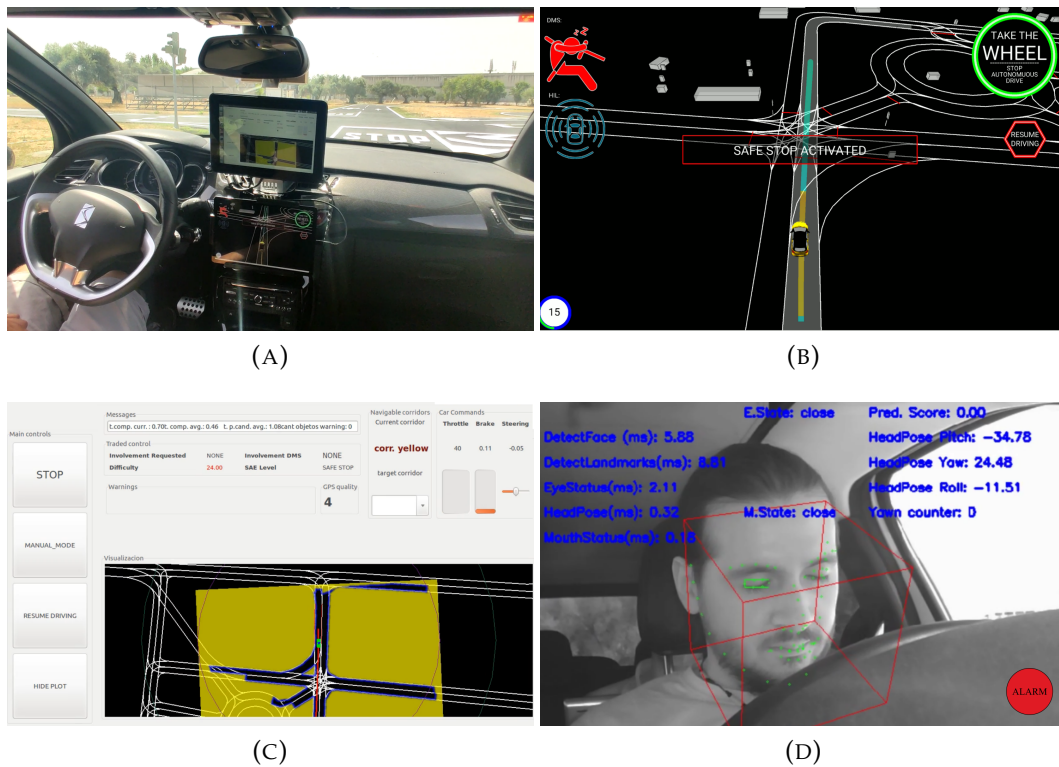 STOP
(A)
DMS:
Z
Z
HIL:
TAKE THE
WHEEL
STOP
AUTONOMUOUS
DRIVE
RESUME
DRIVING
SAFE STOP ACTIVATED
15
(B)
Main controls
STOP
MANUAL_MODE
RESUME DRIVING
HIDE PLOT
Messages
t.comp. curr. : 0.70t. comp. avg.: 0.46 t. p.cand. avg.: 1.08cant objetos warning: 0
Traded control
Involvement Requested NONE Involvement DMS NONE
Difficulty 24.00 SAE Level SAFE STOP
Warnings
GPS quality
4
Navigable corridors
Current corridor
corr. yellow
target corridor
Car Commands
Throttle Brake Steering
40 0.11 -0.05
Visualizacion
(C)
E.State: close Pred. Score: 0.00
DetectFace (ms): 5.88 HeadPose Pitch: -34.78
DetectLandmarks(ms): 8.81 HeadPose Yaw: 24.48
EyeStatus(ms): 2.11 HeadPose Roll: -11.51
HeadPose(ms): 0.32 M.State: close Yawn counter: 0
MouthStatus(ms): 0.18
ALARM
(D)